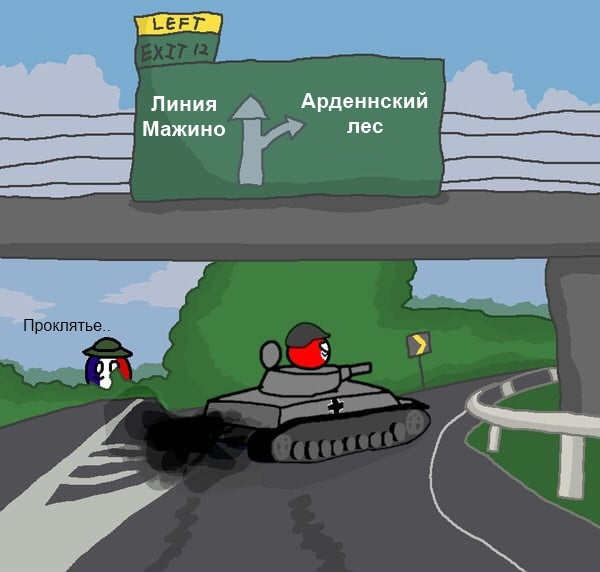 LEFT
EXIT 12
Линия
Мажино
Арденнский
лес
Проклятье..